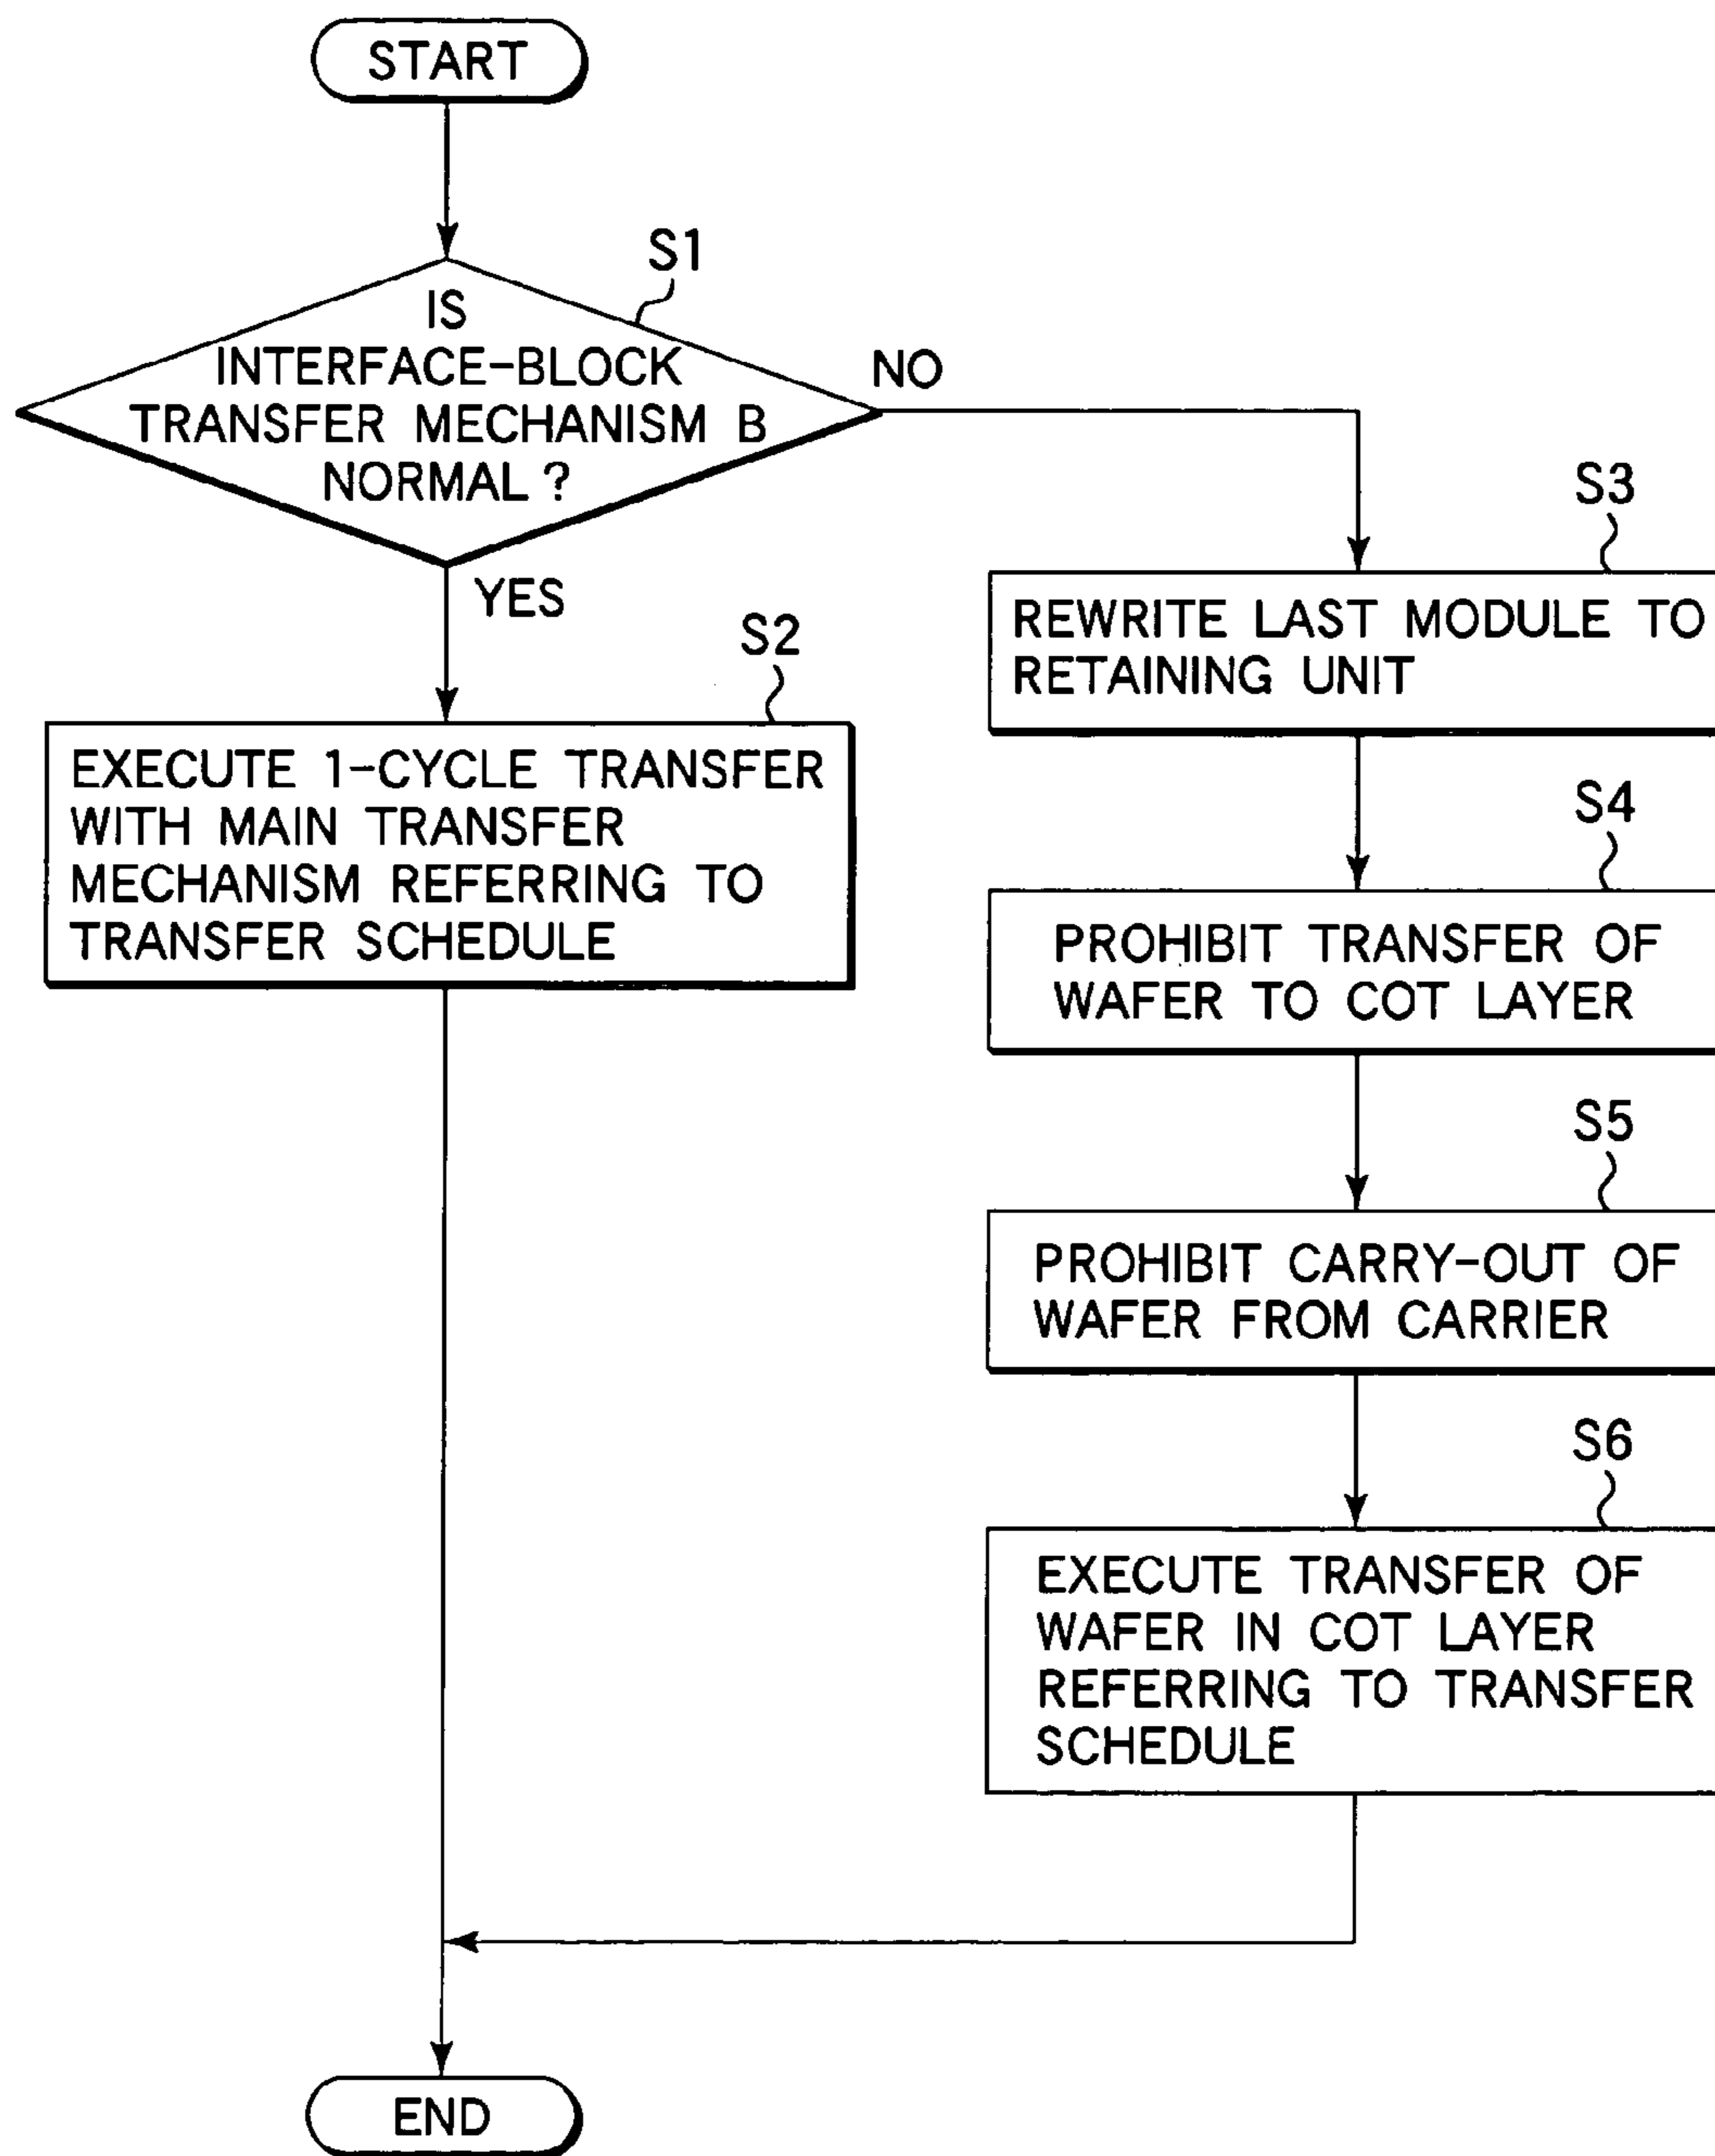 START
S1
IS
INTERFACE-BLOCK
TRANSFER MECHANISM B
NORMAL?
NO
YES
S2
EXECUTE 1-CYCLE TRANSFER
WITH MAIN TRANSFER
MECHANISM REFERRING TO
TRANSFER SCHEDULE
S3
REWRITE LAST MODULE TO
RETAINING UNIT
S4
PROHIBIT TRANSFER OF
WAFER TO COT LAYER
S5
PROHIBIT CARRY-OUT OF
WAFER FROM CARRIER
S6
EXECUTE TRANSFER OF
WAFER IN COT LAYER
REFERRING TO TRANSFER
SCHEDULE
END